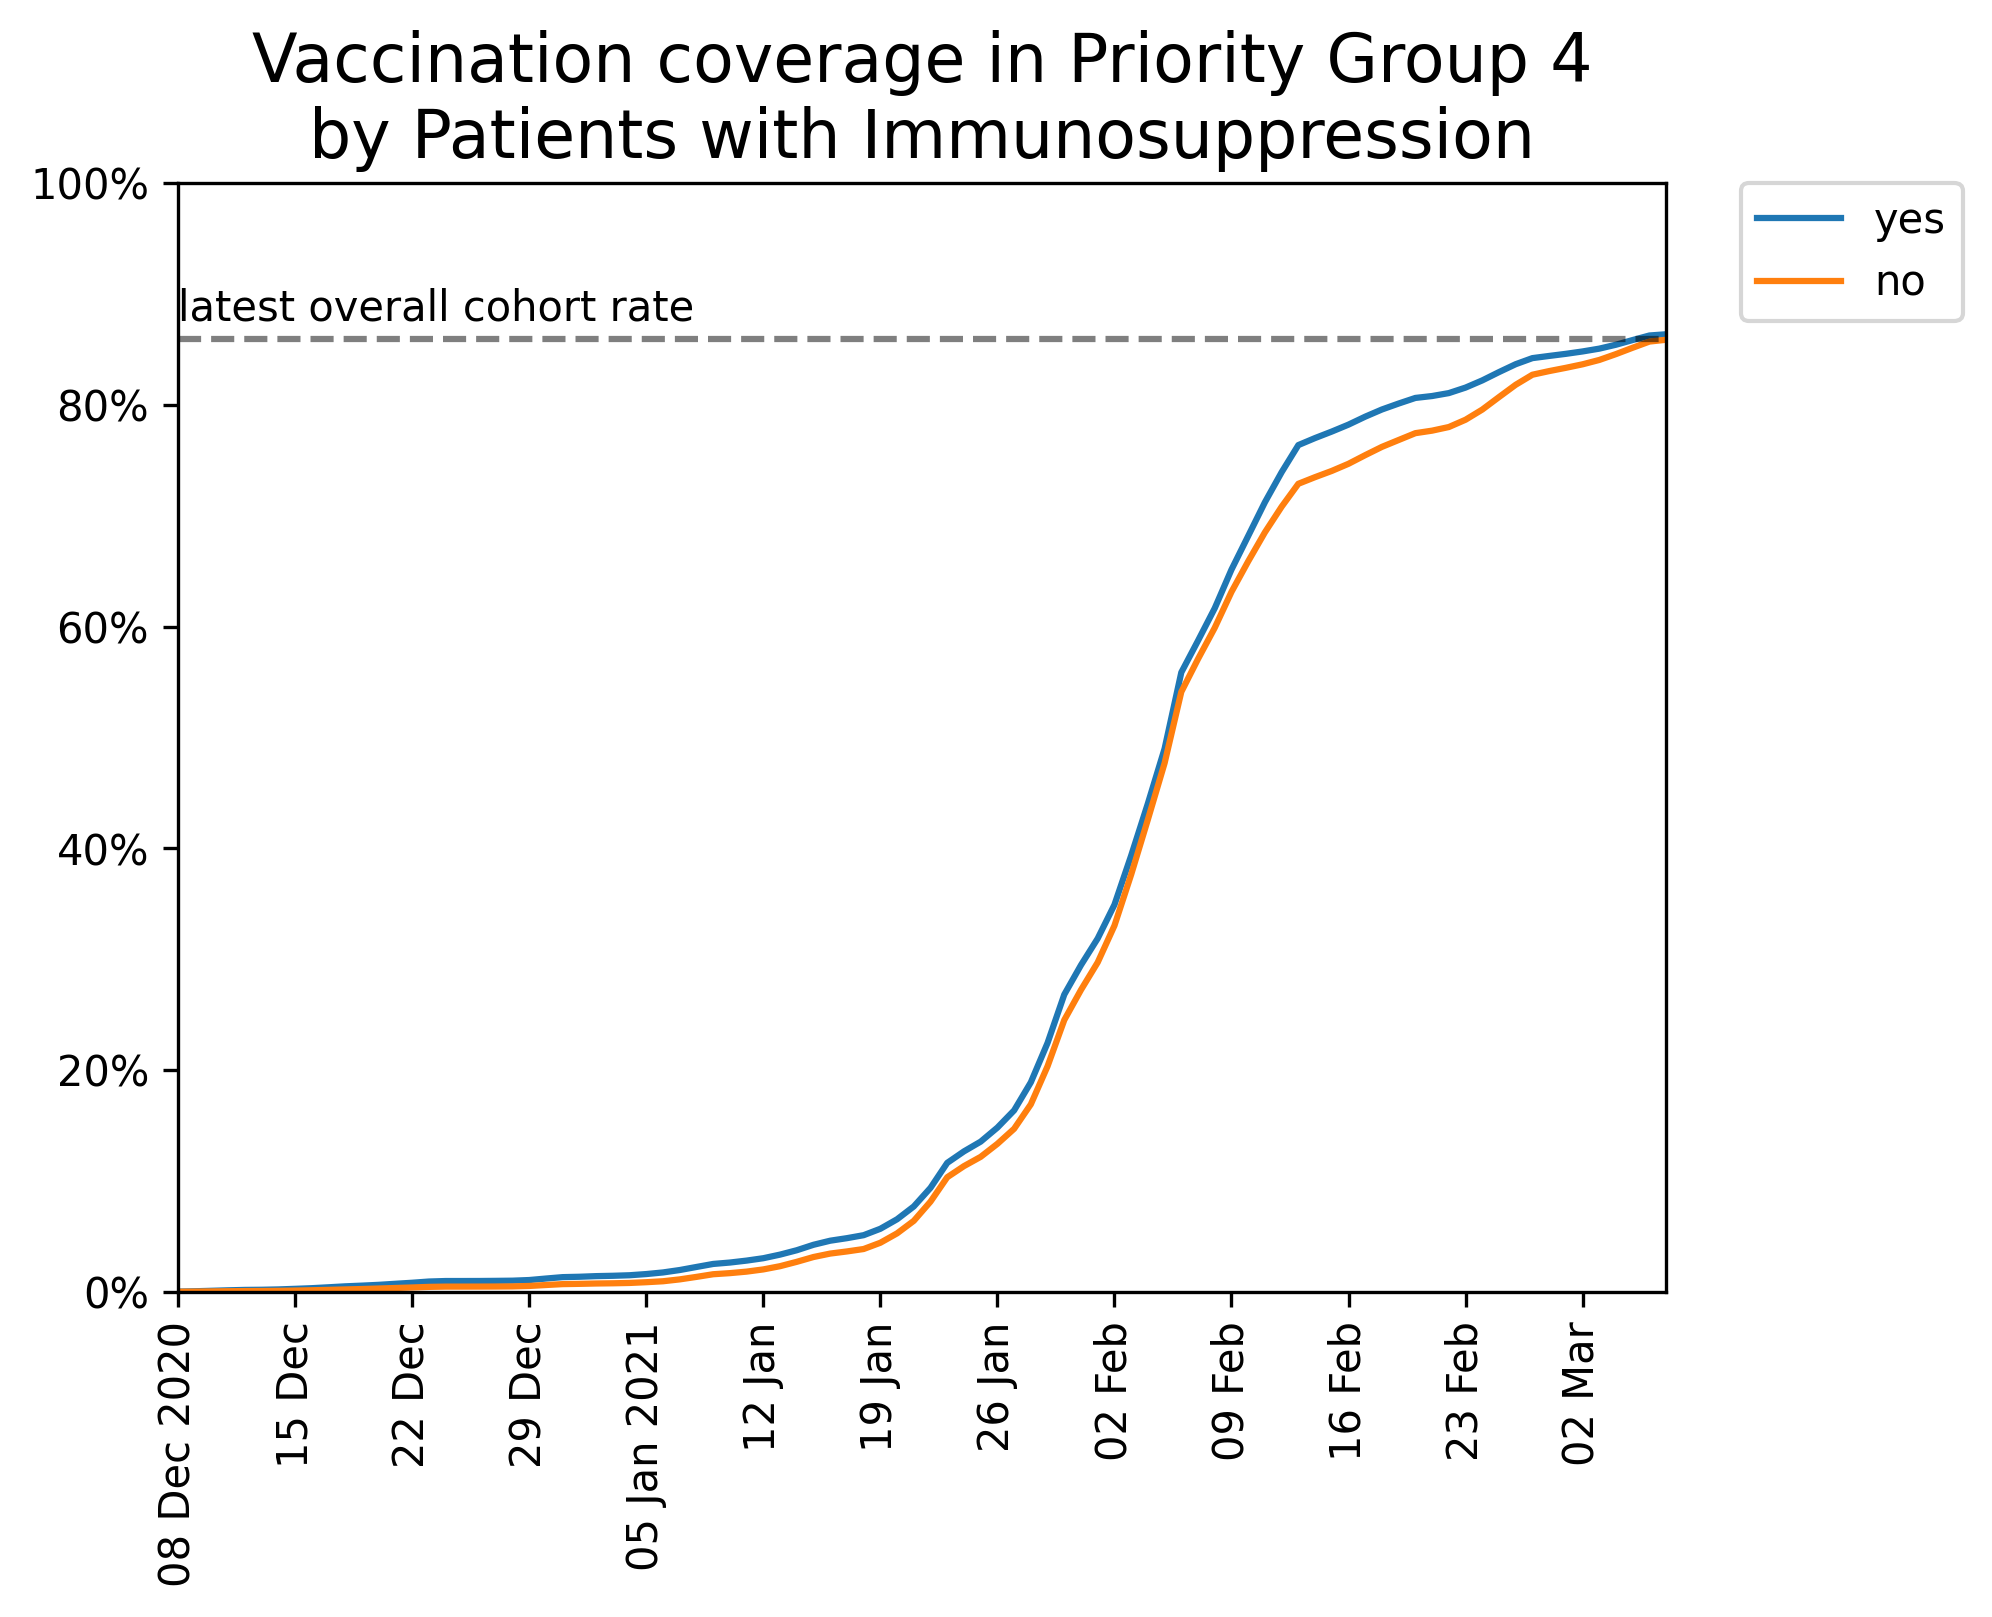 Vaccination coverage in Priority Group 4
by Patients with Immunosuppression
100%
80%
60%
40%
20%
0%
latest overall cohort rate
yes
no
08 Dec 2020
15 Dec
22 Dec
29 Dec
05 Jan 2021
12 Jan
19 Jan
26 Jan
02 Feb
09 Feb
16 Feb
23 Feb
02 Mar